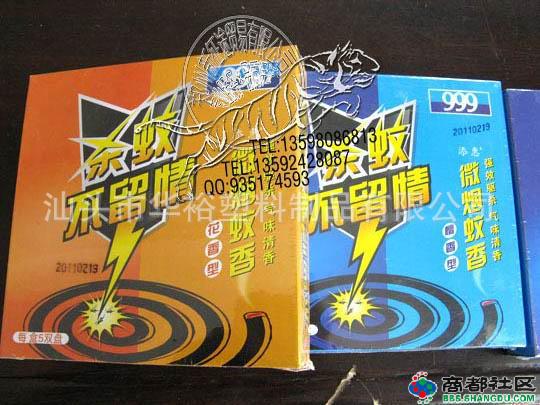 杀蚊
不留情
花香型
微烟蚊香
20110219
每盒5双盘
999
20110219
添惠
杀蚊
不留情
檀香型
微烟蚊香
强效驱杀 气味清香
TEL:13598086813
TEL:13592428087
QQ:935174593
汕头市华裕塑料制品有限公司
商都社区
BBS.SHANGDU.COM